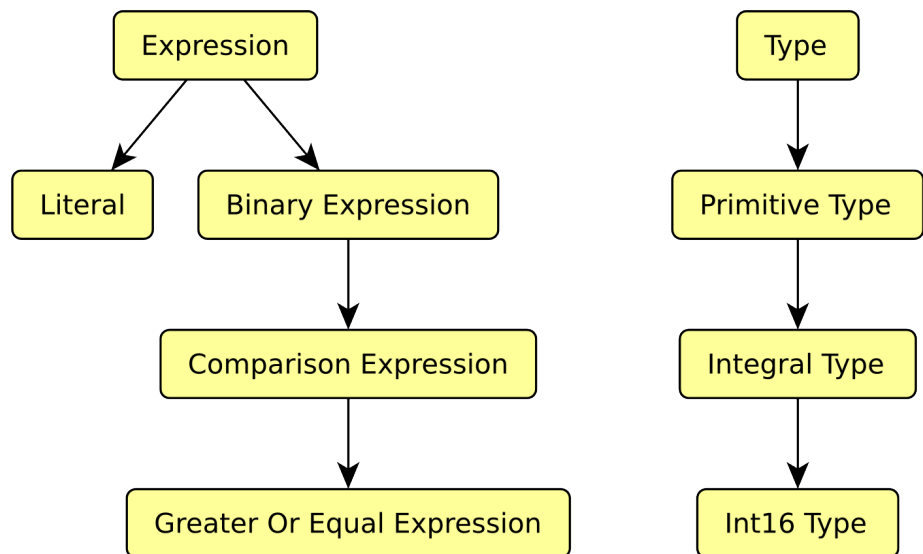 Expression
Type
Literal
Binary Expression
Primitive Type
Comparison Expression
Integral Type
Greater Or Equal Expression
Int16 Type